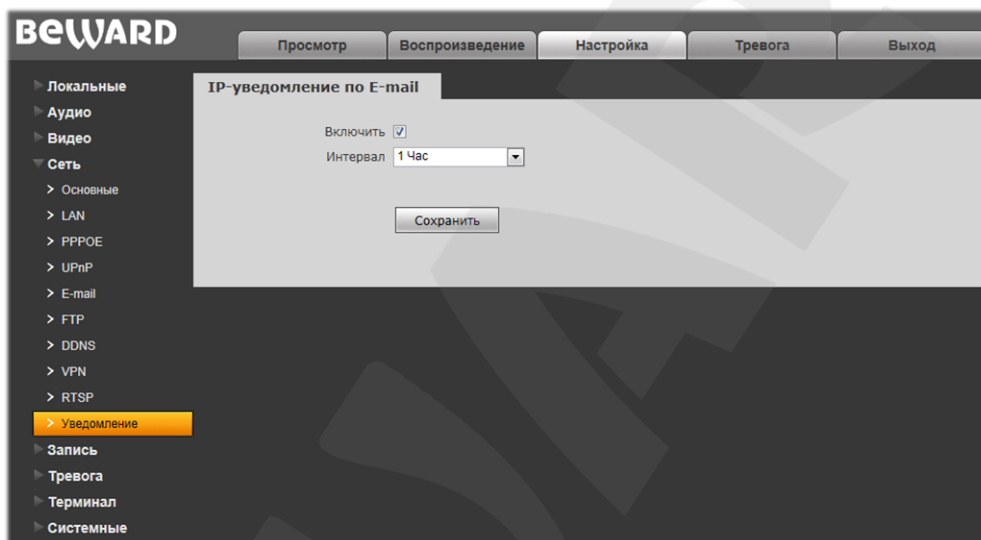 BEWARD
Просмотр
Воспроизведение
Настройка
Тревога
Выход
Локальные
Аудио
Видео
Сеть
Основные
LAN
PPPOE
UPnP
E-mail
FTP
DDNS
VPN
RTSP
Уведомление
Запись
Тревога
Терминал
Системные
IP-уведомление по E-mail
Включить
Интервал 1 Час
Сохранить